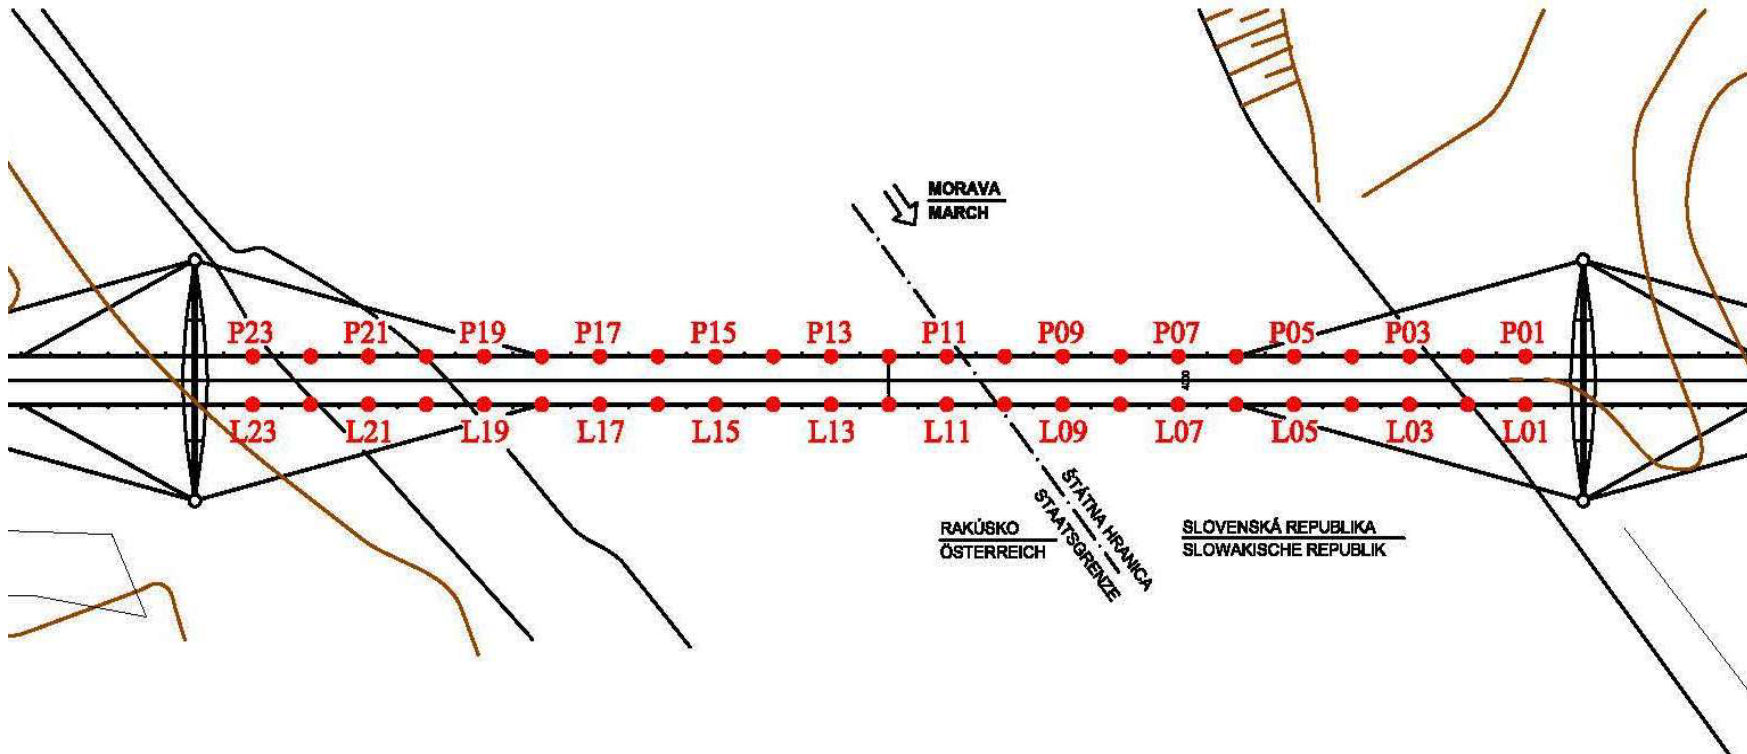 MORAVA
MARCH
P23 P21 P19 P17 P15 P13 P11 P09 P07 P05 P03 P01
4000
L23 L21 L19 L17 L15 L13 L11 L09 L07 L05 L03 L01
ŠTÁTNA HRANICA
STAATSGRENZE
RAKÚSKO
ÖSTERREICH
SLOVENSKÁ REPUBLIKA
SLOWAKISCHE REPUBLIK